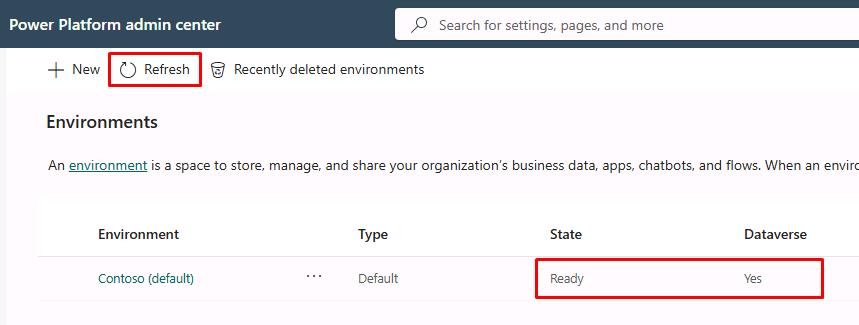 Power Platform admin center
Search for settings, pages, and more
New Refresh Recently deleted environments
Environments
An environment is a space to store, manage, and share your organization's business data, apps, chatbots, and flows. When an
Environment Type State Dataverse
Contoso (default) ... Default Ready Yes